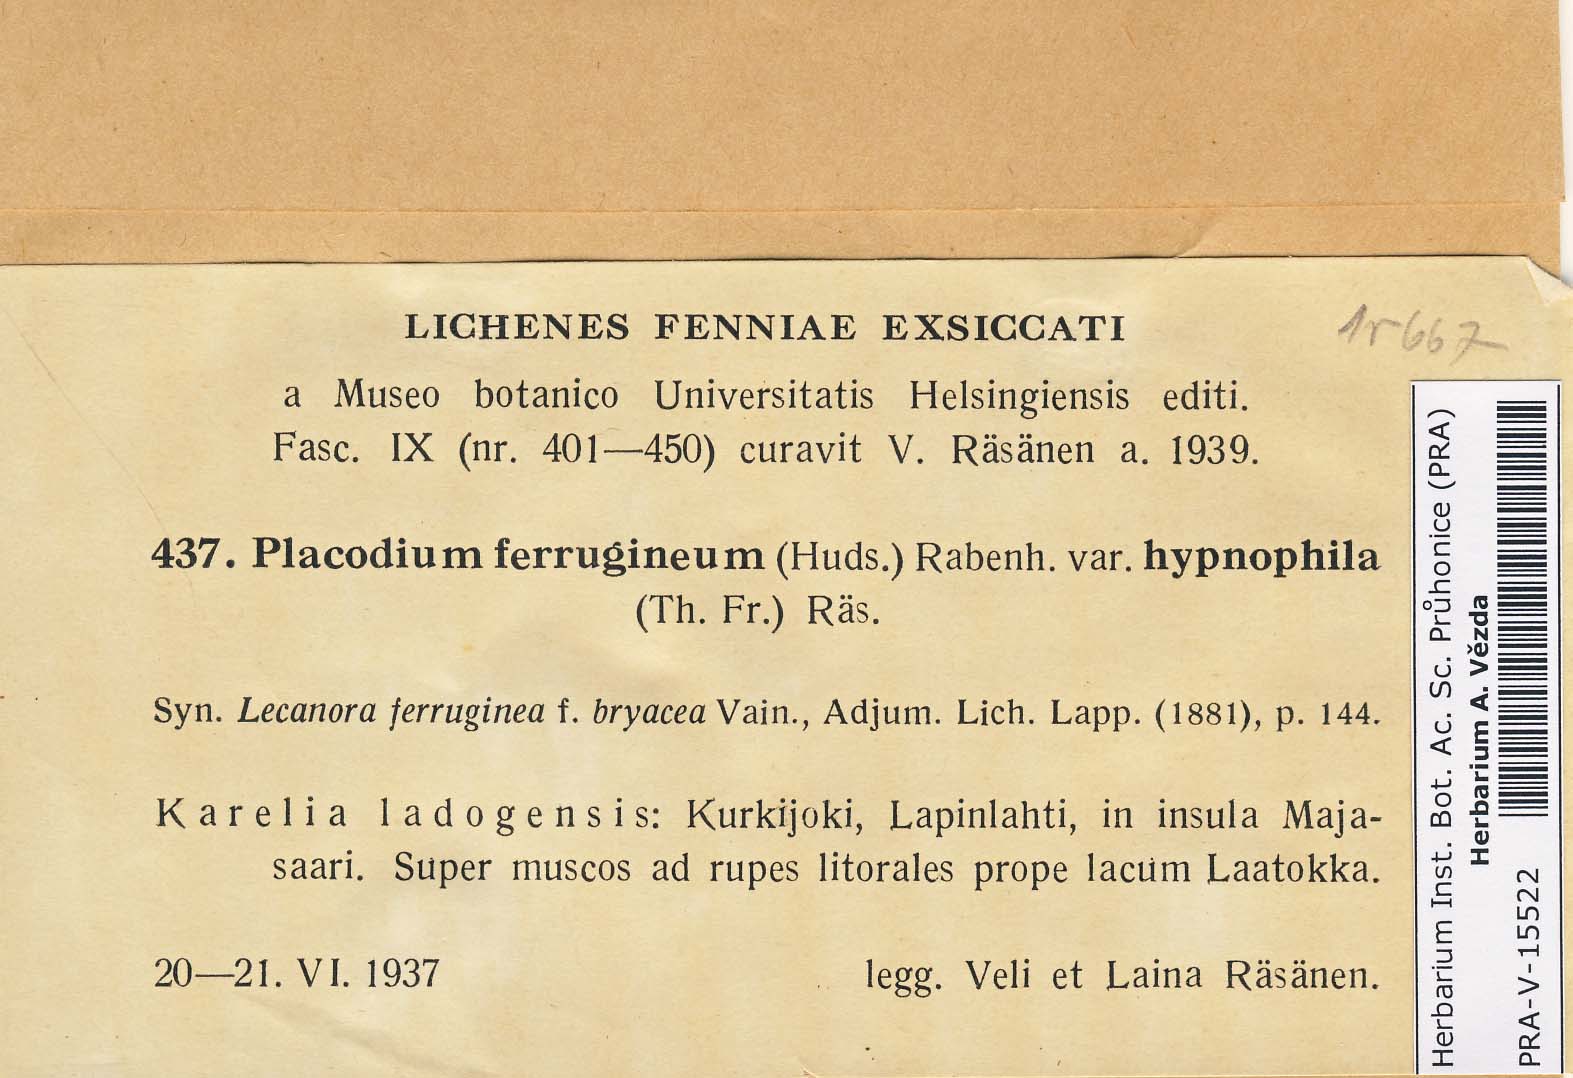 LICHENES FENNIAE EXSICCATI
a Museo botanico Universitatis Helsingiensis editi.
Fasc. IX (nr. 401—450) curavit V. Räsänen a. 1939.
437. Placodium ferrugineum (Huds.) Rabenh. var. hypnophila
(Th. Fr.) Räs.
Syn. Lecanora ferruginea f. bryacea Vain., Adjum. Lich. Lapp. (1881), p. 144.
Karelia ladogensis: Kurkijoki, Lapinlahti, in insula Maja-
saari. Super muscos ad rupes litorales prope lacum Laatokka.
20—21. VI. 1937 legg. Veli et Laina Räsänen.
Herbarium Inst. Bot. Ac. Sc. Průhonice (PRA)
Herbarium A. Vězda
PRA-V-15522